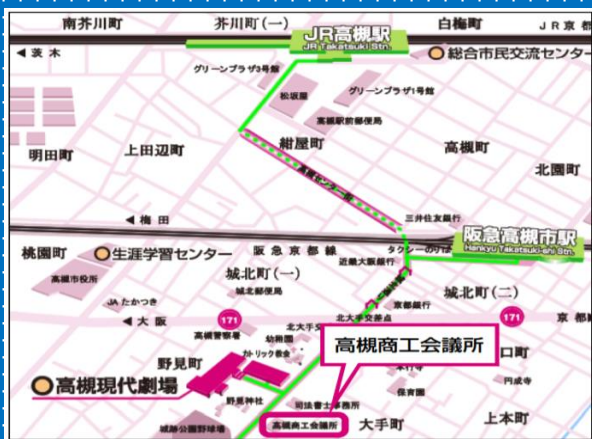 南芥川町
芥川町(一)
白梅町
JR京都
JR高槻駅
JR Takatsuki Stn.
◀茨木
総合市民交流センター
グリーンプラザ3号館
松坂屋
グリーンプラザ1号館
高槻駅前郵便局
紺屋町
明田町
上田辺町
高槻町
北園町
高槻センター街
三井住友銀行
◀梅田
阪急高槻市駅
Hankyu Takatsuki-shi Stn.
桃園町
生涯学習センター
阪急京都線
タクシーのりば
近畿大阪銀行
高槻市役所
城北町(一)
城北郵便局
京都銀行
城北町(二)
JAたかつき
171
171
◀大阪
北大手交差点
京都
高槻警察署
北大手交
幼稚園
高槻商工会議所
口町
カトリック教会
野見町
本行寺
円成寺
高槻現代劇場
保育園
野見神社
司法書士事務所
上本町
城跡公園野球場
高槻商工会議所
大手町